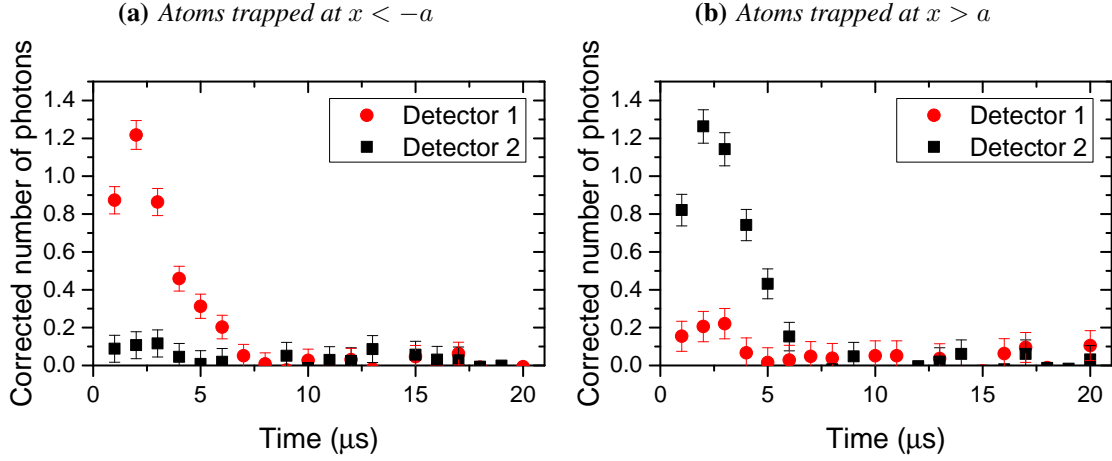 (a) Atoms trapped at x < −a
Corrected number of photons
1.4
1.2
1.0
0.8
0.6
0.4
0.2
0.0
Detector 1
Detector 2
0 5 10 15 20
Time (μs)
(b) Atoms trapped at x > a
Corrected number of photons
1.4
1.2
1.0
0.8
0.6
0.4
0.2
0.0
Detector 1
Detector 2
0 5 10 15 20
Time (μs)